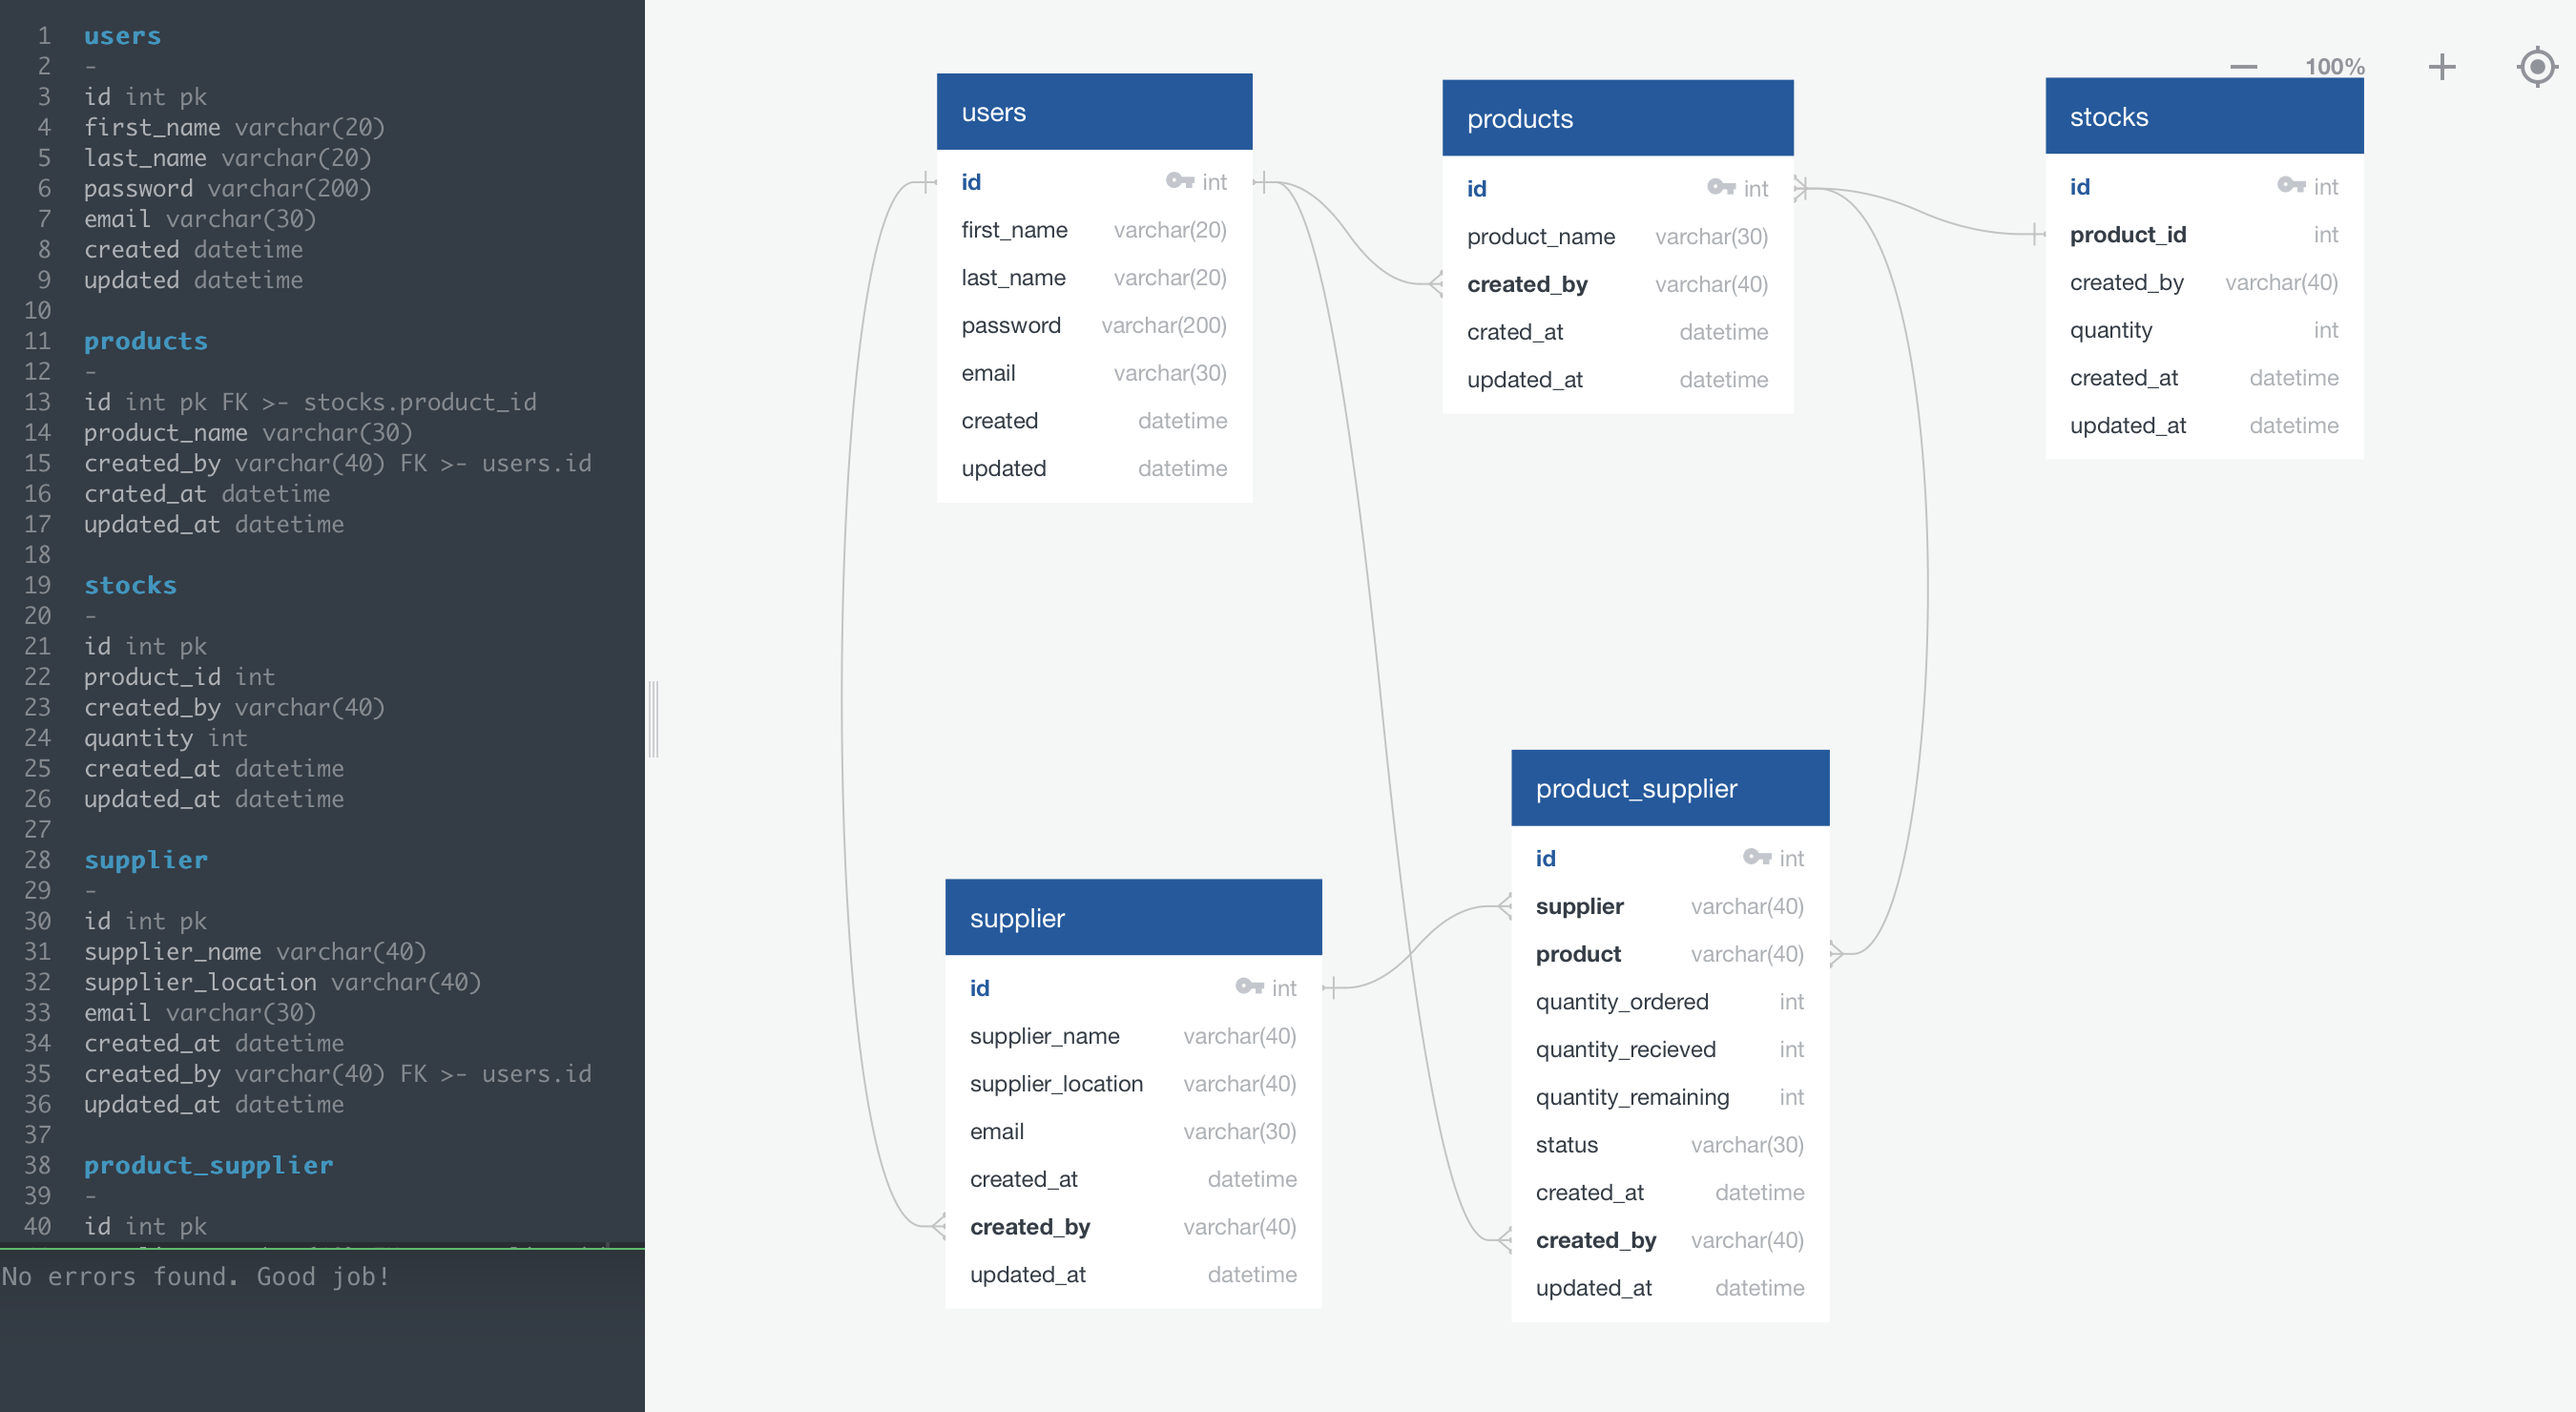 1 users
2 -
3 id int pk
4 first_name varchar(20)
5 last_name varchar(20)
6 password varchar(200)
7 email varchar(30)
8 created datetime
9 updated datetime
10
11 products
12 -
13 id int pk FK >- stocks.product_id
14 product_name varchar(30)
15 created_by varchar(40) FK >- users.id
16 crated_at datetime
17 updated_at datetime
18
19 stocks
20 -
21 id int pk
22 product_id int
23 created_by varchar(40)
24 quantity int
25 created_at datetime
26 updated_at datetime
27
28 supplier
29 -
30 id int pk
31 supplier_name varchar(40)
32 supplier_location varchar(40)
33 email varchar(30)
34 created_at datetime
35 created_by varchar(40) FK >- users.id
36 updated_at datetime
37
38 product_supplier
39 -
40 id int pk
No errors found. Good job!
100%
users
id int
first_name varchar(20)
last_name varchar(20)
password varchar(200)
email varchar(30)
created datetime
updated datetime
products
id int
product_name varchar(30)
created_by varchar(40)
crated_at datetime
updated_at datetime
stocks
id int
product_id int
created_by varchar(40)
quantity int
created_at datetime
updated_at datetime
supplier
id int
supplier_name varchar(40)
supplier_location varchar(40)
email varchar(30)
created_at datetime
created_by varchar(40)
updated_at datetime
product_supplier
id int
supplier varchar(40)
product varchar(40)
quantity_ordered int
quantity_recieved int
quantity_remaining int
status varchar(30)
created_at datetime
created_by varchar(40)
updated_at datetime